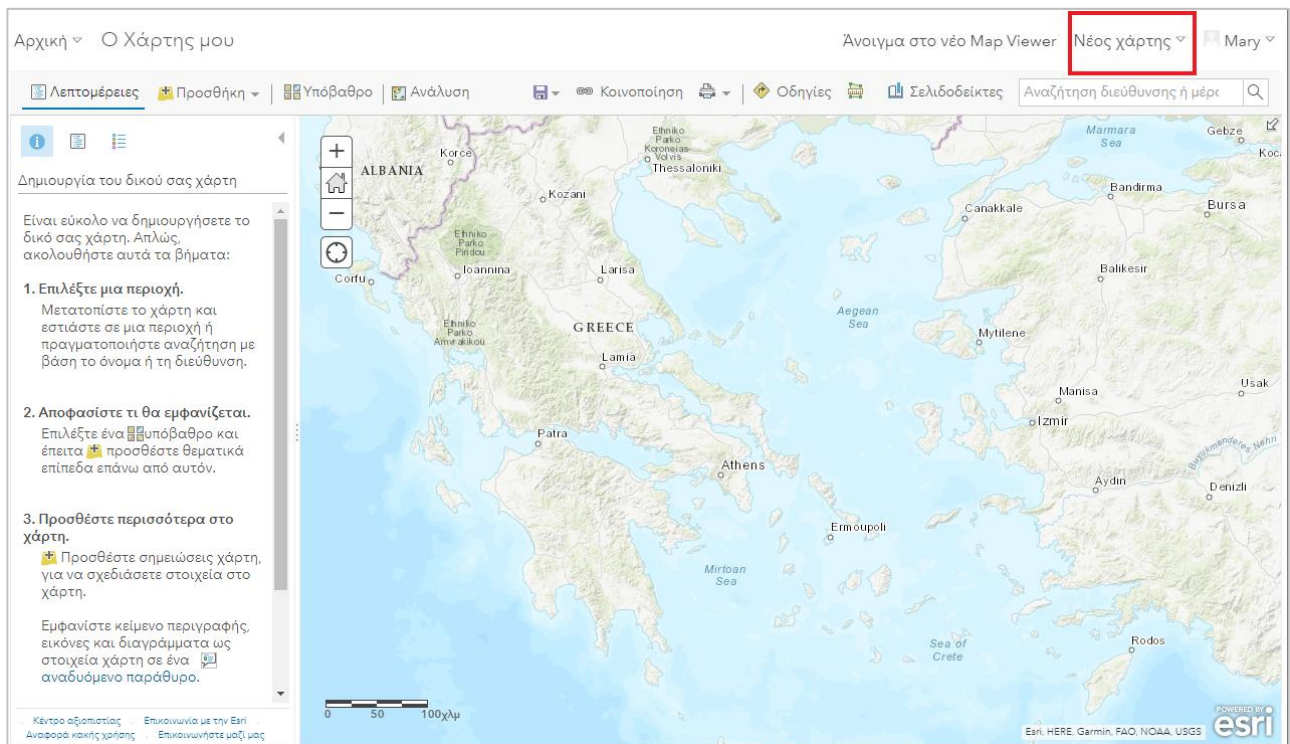 Αρχική Ο Χάρτης μου Άνοιγμα στο νέο Map Viewer Νέος χάρτης Mary
Λεπτομέρειες Προσθήκη Υπόβαθρο Ανάλυση Κοινοποίηση Οδηγίες Σελιδοδείκτες Αναζήτηση διεύθυνσης ή μέρο
Δημιουργία του δικού σας χάρτη
Είναι εύκολο να δημιουργήσετε το
δικό σας χάρτη. Απλώς,
ακολουθήστε αυτά τα βήματα:
1. Επιλέξτε μια περιοχή.
Μετατοπίστε το χάρτη και
εστιάστε σε μια περιοχή ή
πραγματοποιήστε αναζήτηση με
βάση το όνομα ή τη διεύθυνση.
2. Αποφασίστε τι θα εμφανίζεται.
Επιλέξτε ένα υπόβαθρο και
έπειτα προσθέστε θεματικά
επίπεδα επάνω από αυτόν.
3. Προσθέστε περισσότερα στο
χάρτη.
Προσθέστε σημειώσεις χάρτη,
για να σχεδιάσετε στοιχεία στο
χάρτη.
Εμφανίστε κείμενο περιγραφής,
εικόνες και διαγράμματα ως
στοιχεία χάρτη σε ένα
αναδυόμενο παράθυρο.
Κέντρο αξιοπιστίας Επικοινωνία με την Esri
Αναφορά κακής χρήσης Επικοινωνήστε μαζί μας
Ethniko
Parko
Koroneias-
Volvis
Thessaloniki
Marmara
Sea
Gebze
Koc
Korce
ALBANIA
Kozani
Bandirma
Canakkale
Bursa
Ethniko
Parko
Pindou
Ioannina
Corfu
Larisa
Balikesir
Aegean
Sea
Ethniko
Parko
Amvrakikou
GREECE
Mytilene
Lamia
Usak
Manisa
Izmir
Patra
Buyukmenderes Nehri
Athens
Aydin
Denizli
Ermoupoli
Mirtoan
Sea
Sea of
Crete
Rodos
0 50 100χλμ
POWERED BY
esri
Esri, HERE, Garmin, FAO, NOAA, USGS